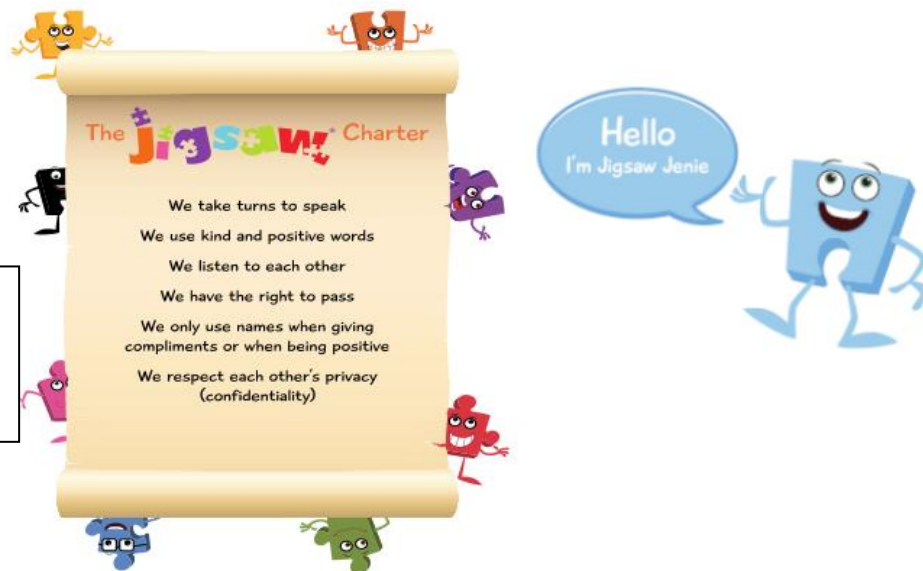 The Jigsaw Charter
We take turns to speak
We use kind and positive words
We listen to each other
We have the right to pass
We only use names when giving
compliments or when being positive
We respect each other's privacy
(confidentiality)
Hello
I'm Jigsaw Jenie